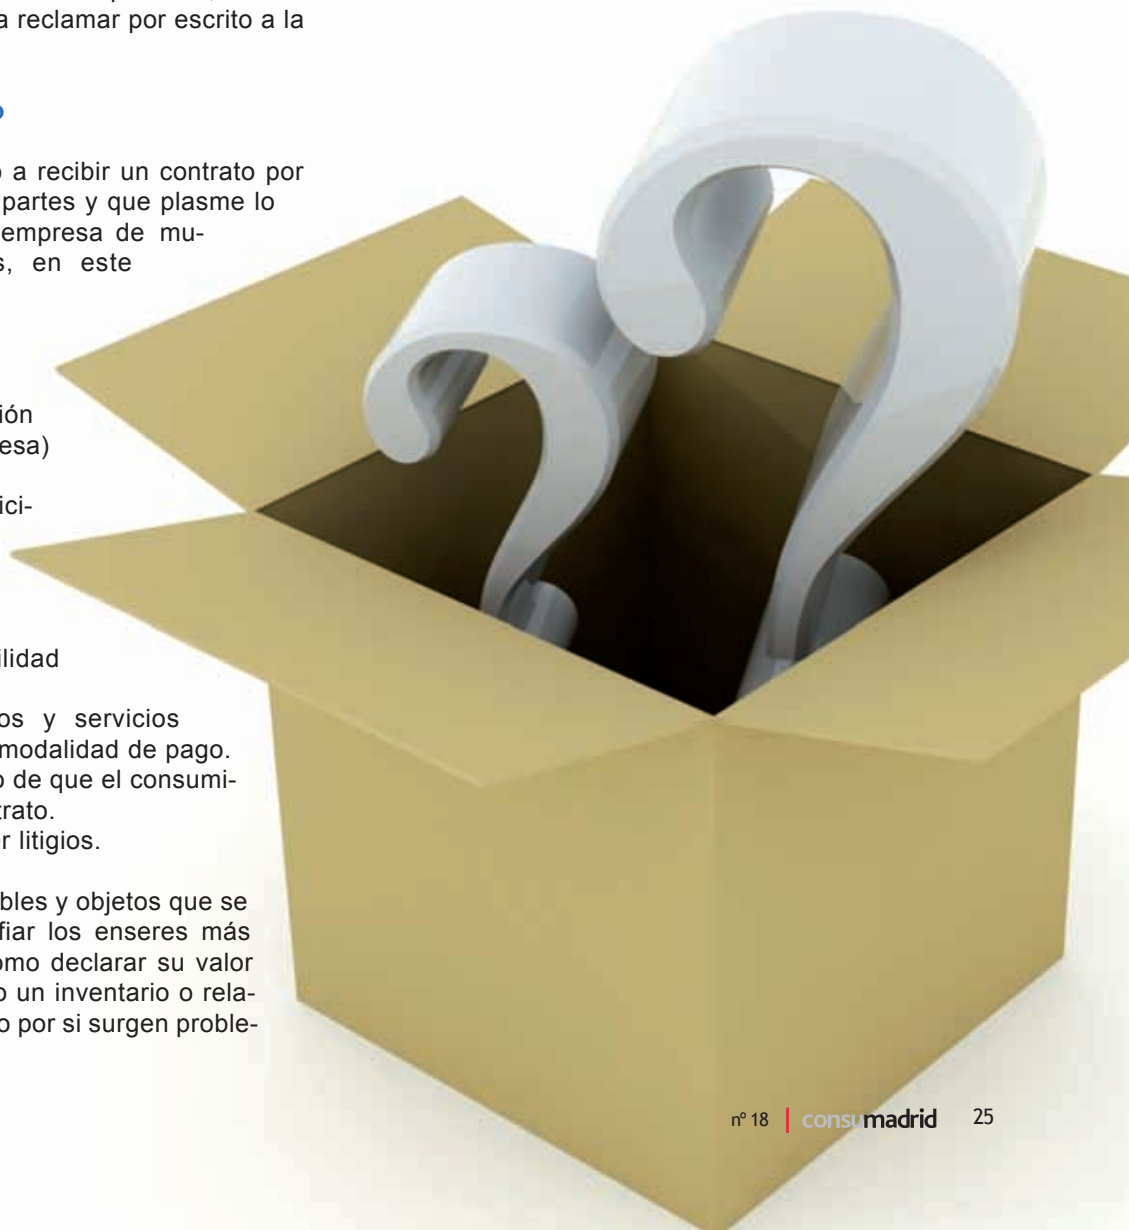 a reclamar por escrito a la
o a recibir un contrato por
partes y que plasme lo
empresa de mu-
s, en este
ión
esa)
ici-
ilidad
os y servicios
modalidad de pago.
o de que el consumi-
trato.
er litigios.
bles y objetos que se
fiar los enseres más
omo declarar su valor
o un inventario o rela-
o por si surgen proble-
nº 18 | consumadrid 25